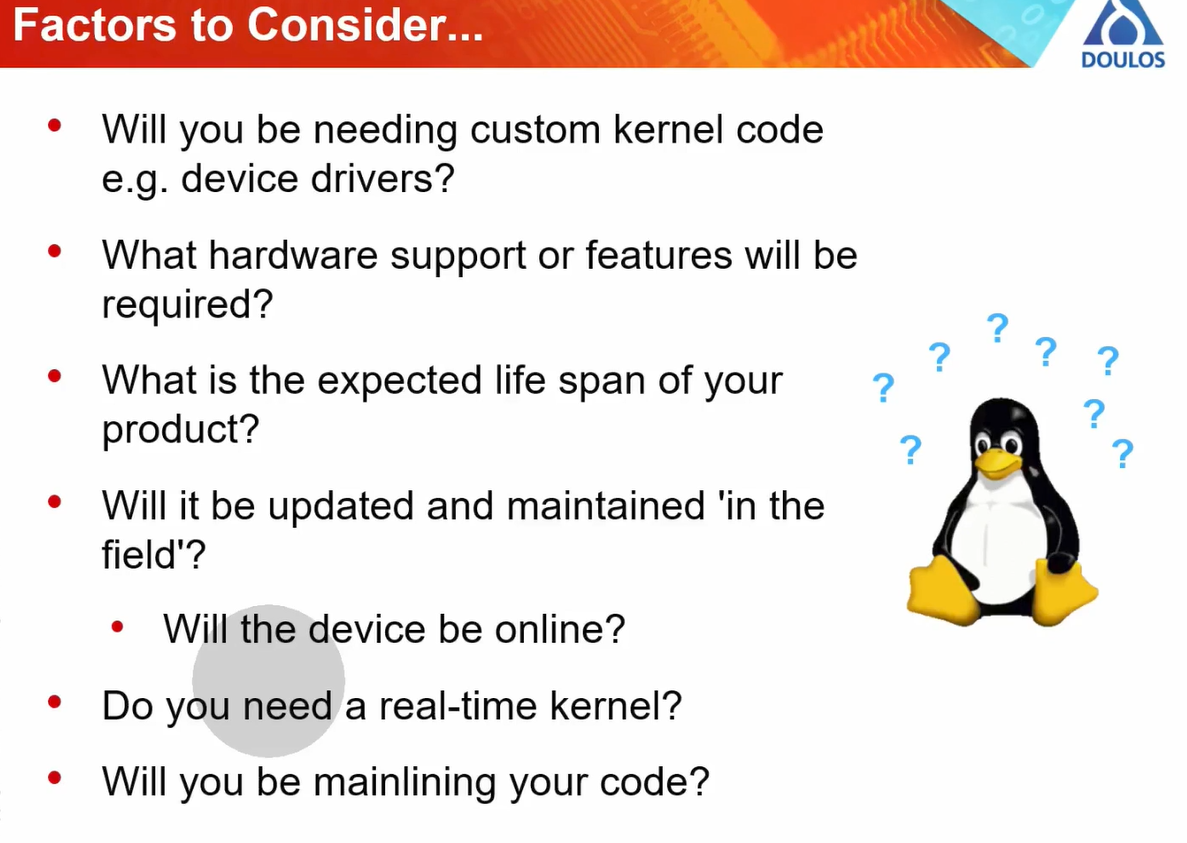 Factors to Consider...
DOULOS
• Will you be needing custom kernel code
e.g. device drivers?
• What hardware support or features will be
required?
• What is the expected life span of your
product?
• Will it be updated and maintained 'in the
field'?
• Will the device be online?
• Do you need a real-time kernel?
• Will you be mainlining your code?
? ? ? ? ? ? ? ?